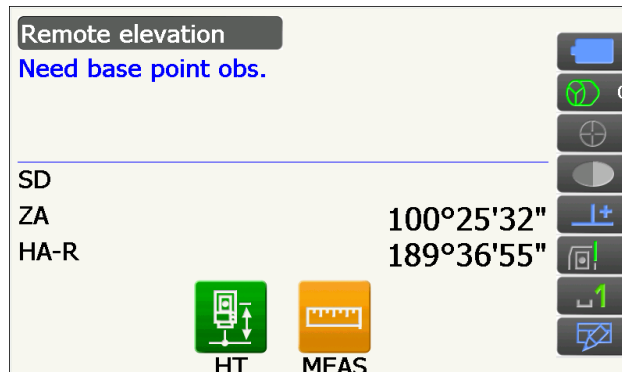 Remote elevation
Need base point obs.
SD
ZA 100°25'32"
HA-R 189°36'55"
HT MEAS